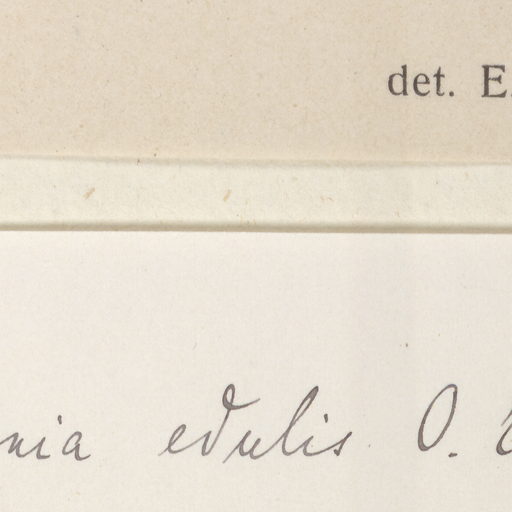 det. E.
nia edulis O.